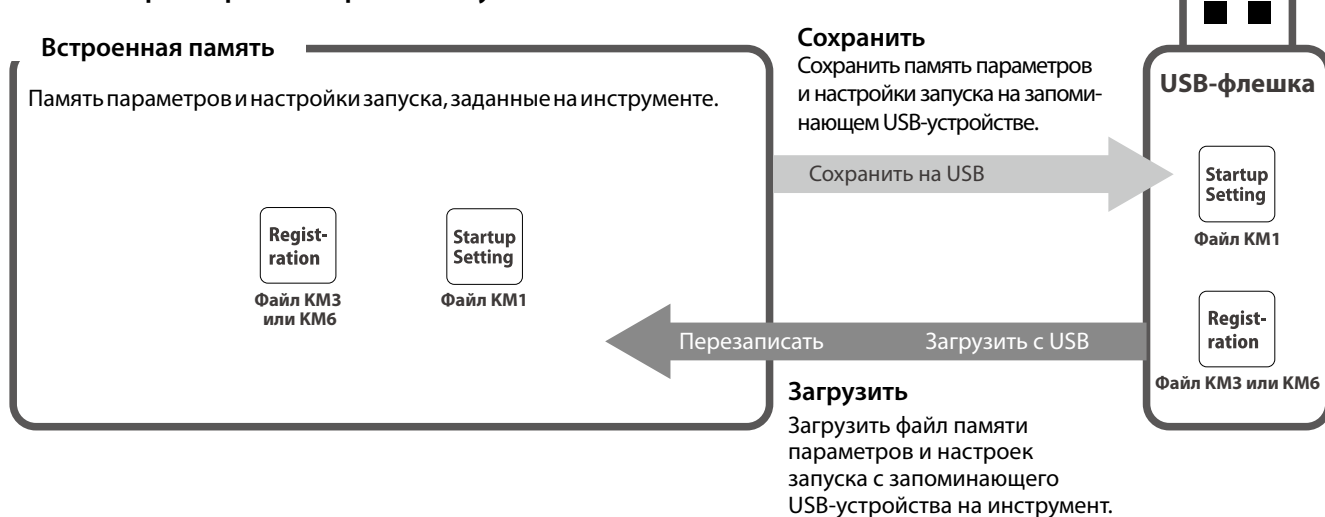 Встроенная память
Память параметров и настройки запуска, заданные на инструменте.
Regist-
ration
Файл KM3
или KM6
Startup
Setting
Файл KM1
Сохранить
Сохранить память параметров
и настройки запуска на запоми-
нающем USB-устройстве.
Сохранить на USB
Перезаписать
Загрузить с USB
Загрузить
Загрузить файл памяти
параметров и настроек
запуска с запоминающего
USB-устройства на инструмент.
USB-флешка
Startup
Setting
Файл KM1
Regist-
ration
Файл KM3 или KM6